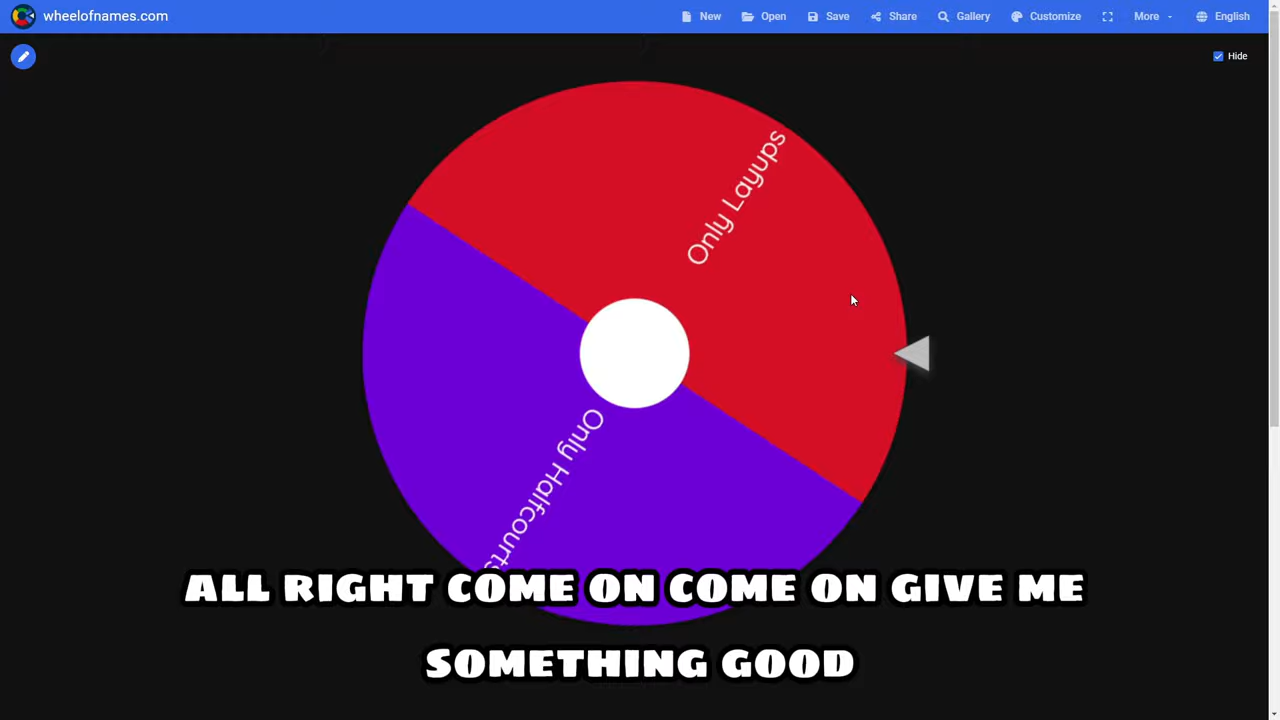 wheelofnames.com
New
Open
Save
Share
Gallery
Customize
More
English
Hide
Only Layups
Only Halfcourts
ALL RIGHT COME ON COME ON GIVE ME
SOMETHING GOOD